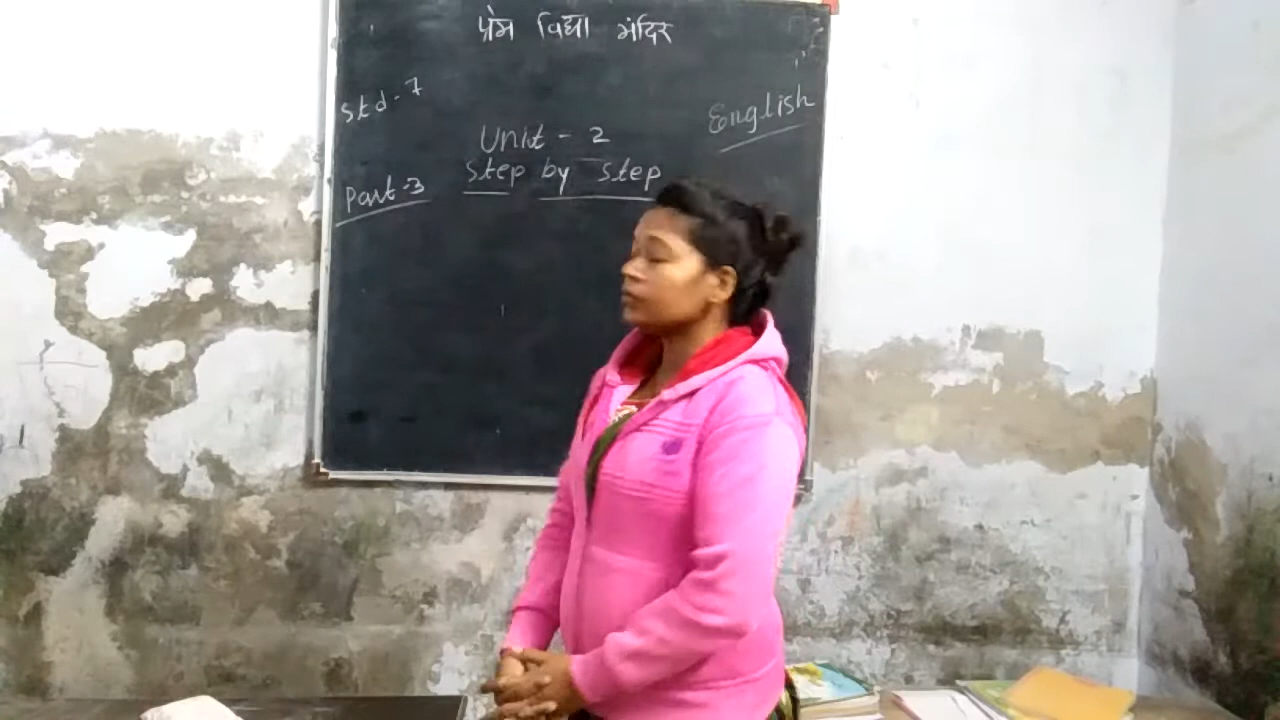 प्रेम विद्या मंदिर
Std-7
English
Unit - 2
Step by Step
Part-3